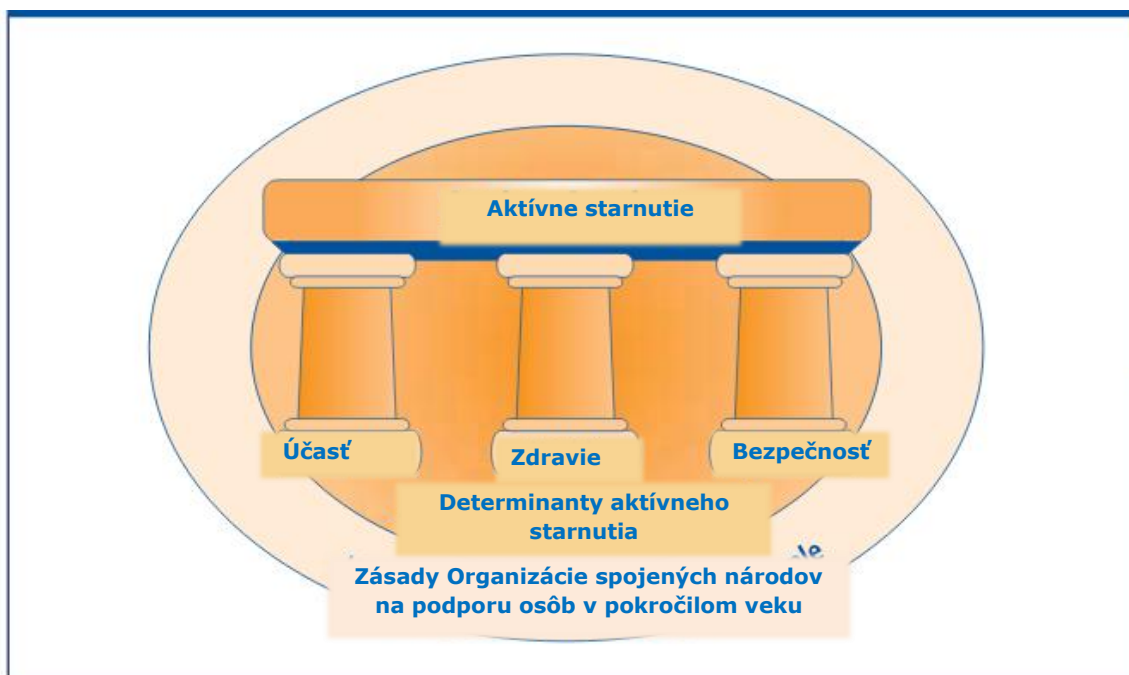 Aktívne starnutie
Účasť
Zdravie
Bezpečnosť
Determinanty aktívneho
starnutia
Zásady Organizácie spojených národov
na podporu osôb v pokročilom veku